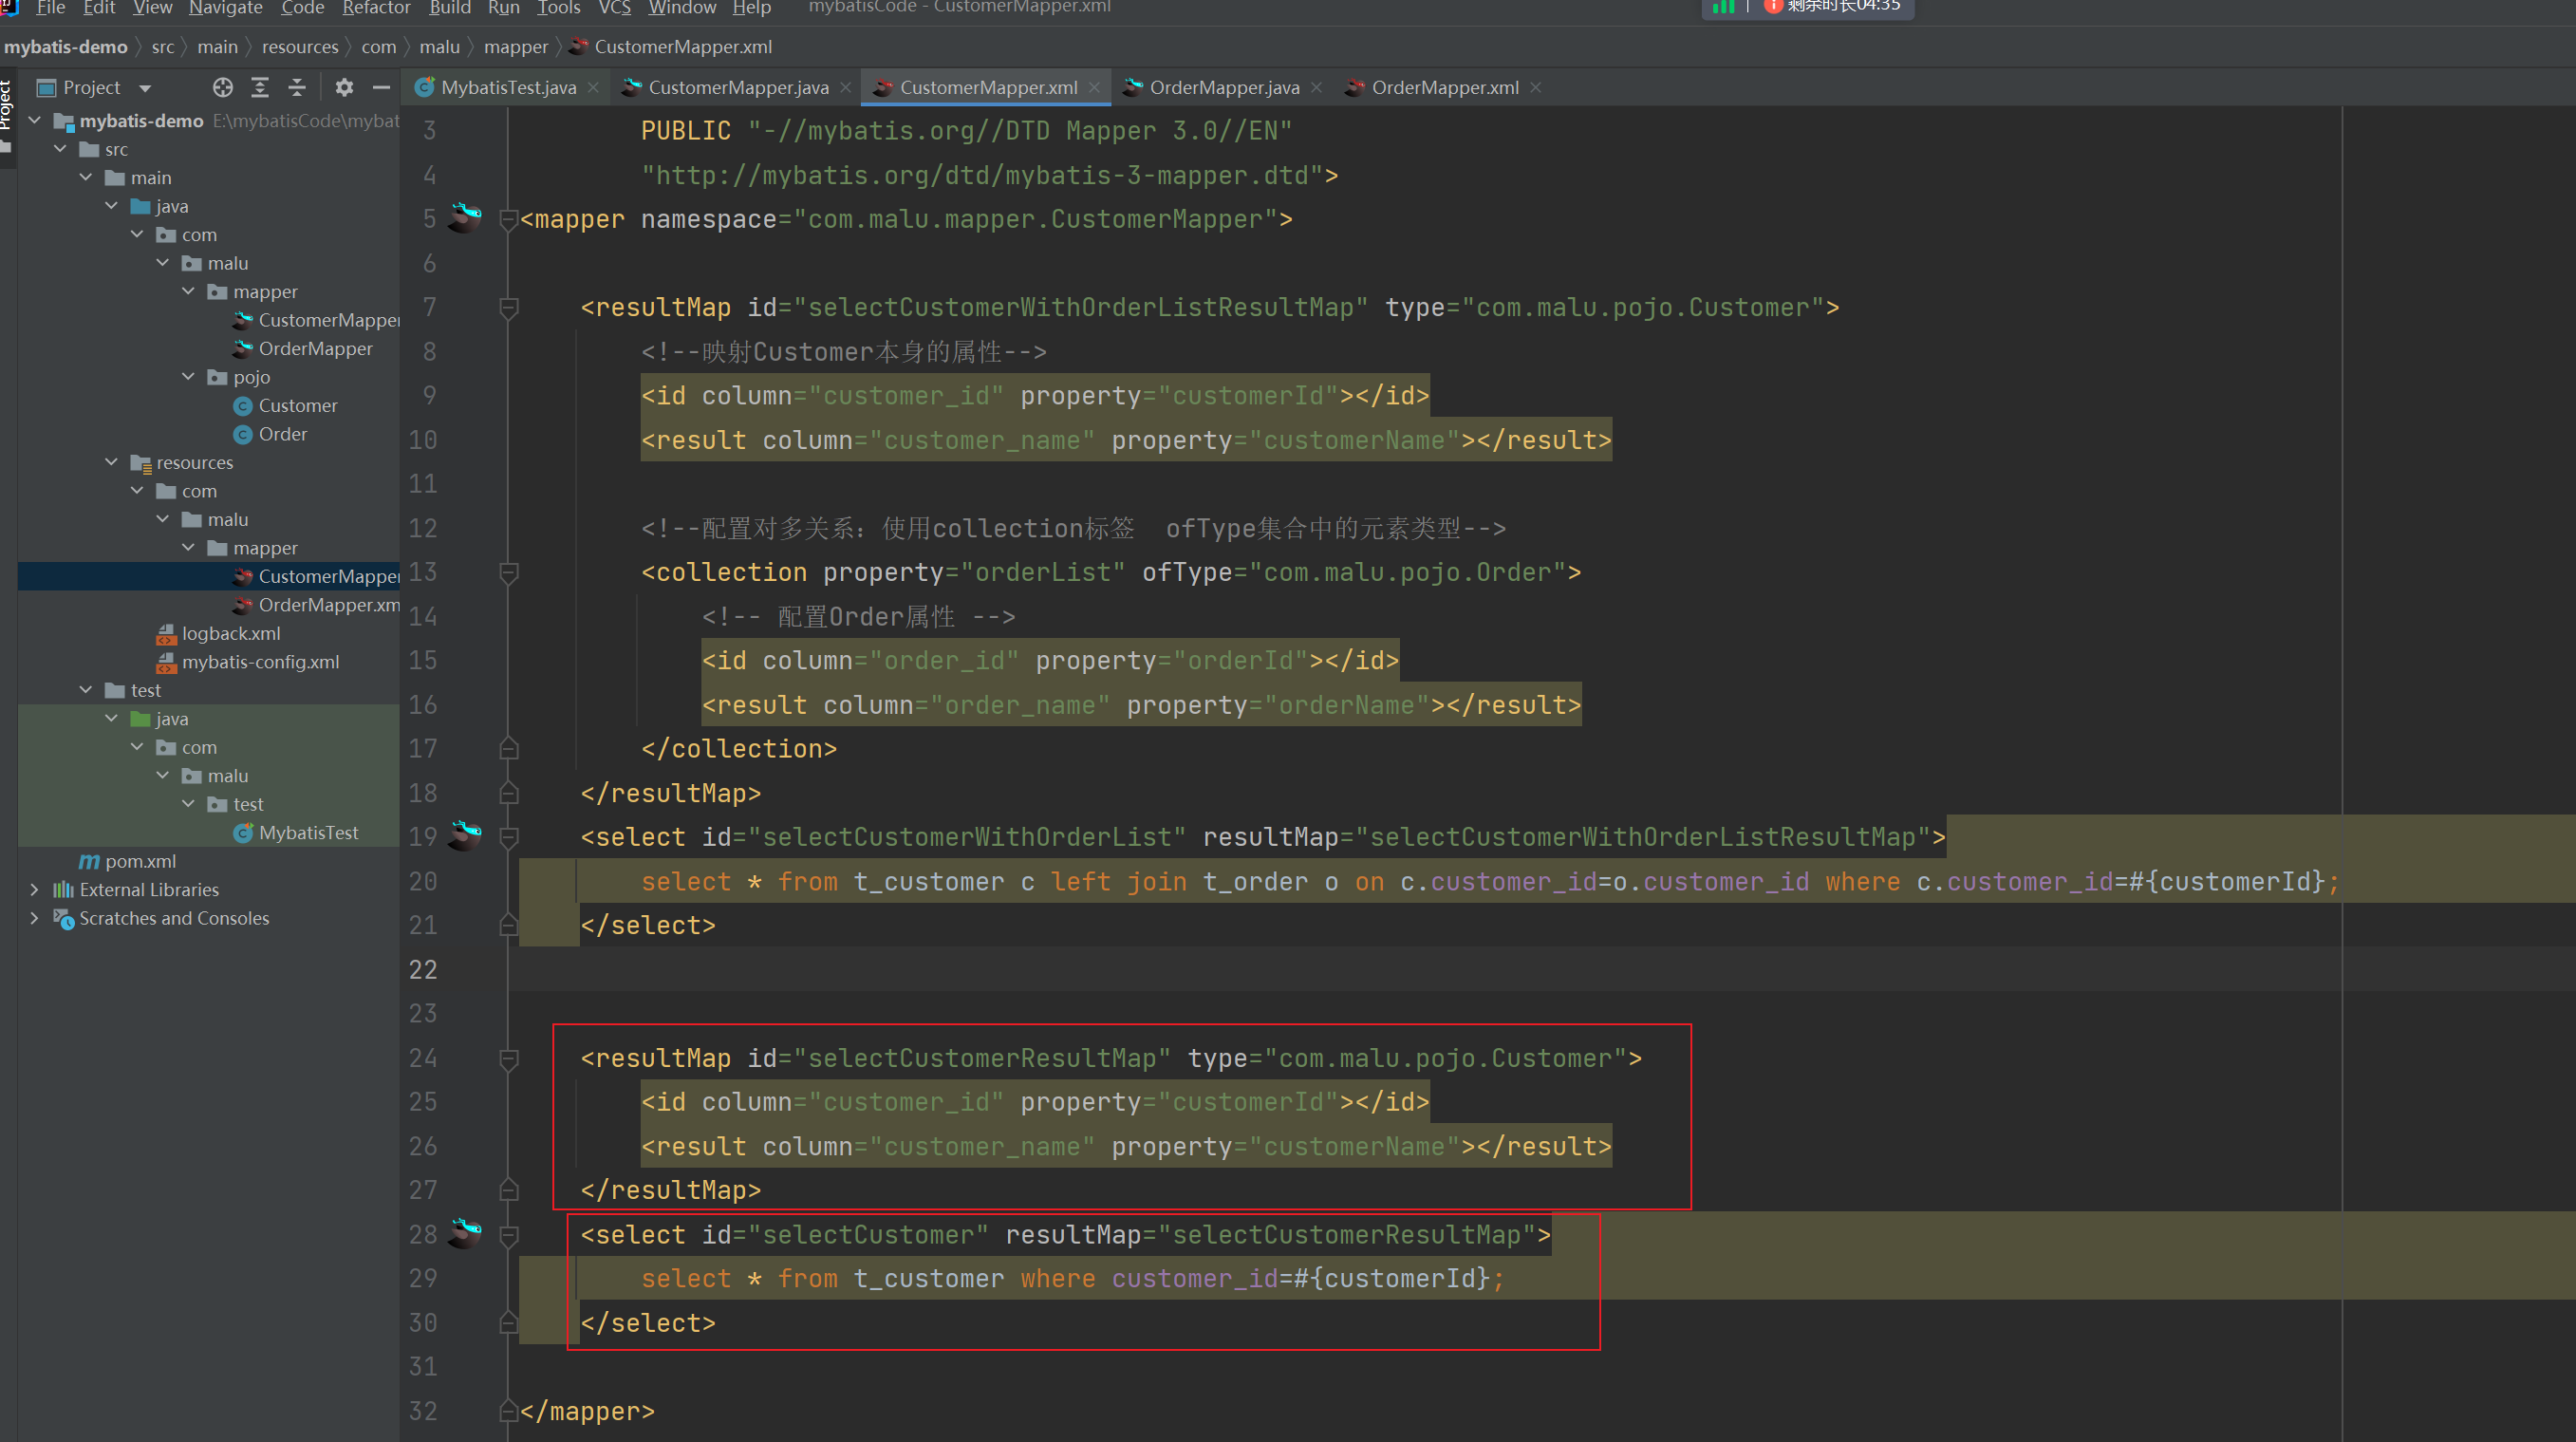 File Edit View Navigate Code Refactor Build Run Tools VCS Window Help mybatisCode - CustomerMapper.xml
剩余时长04:35
mybatis-demo src main resources com malu mapper CustomerMapper.xml
Project
Project
MybatisTest.java CustomerMapper.java CustomerMapper.xml OrderMapper.java OrderMapper.xml
mybatis-demo E:\mybatisCode\mybat
src
main
java
com
malu
mapper
CustomerMapper
OrderMapper
pojo
Customer
Order
resources
com
malu
mapper
CustomerMapper
OrderMapper.xm
logback.xml
mybatis-config.xml
test
java
com
malu
test
MybatisTest
pom.xml
External Libraries
Scratches and Consoles
3 PUBLIC "-//mybatis.org//DTD Mapper 3.0//EN"
4 "http://mybatis.org/dtd/mybatis-3-mapper.dtd">
5 <mapper namespace="com.malu.mapper.CustomerMapper">
6
7 <resultMap id="selectCustomerWithOrderListResultMap" type="com.malu.pojo.Customer">
8 <!--映射Customer本身的属性-->
9 <id column="customer_id" property="customerId"></id>
10 <result column="customer_name" property="customerName"></result>
11
12 <!--配置对多关系：使用collection标签 ofType集合中的元素类型-->
13 <collection property="orderList" ofType="com.malu.pojo.Order">
14 <!-- 配置Order属性 -->
15 <id column="order_id" property="orderId"></id>
16 <result column="order_name" property="orderName"></result>
17 </collection>
18 </resultMap>
19 <select id="selectCustomerWithOrderList" resultMap="selectCustomerWithOrderListResultMap">
20 select * from t_customer c left join t_order o on c.customer_id=o.customer_id where c.customer_id=#{customerId};
21 </select>
22
23
24 <resultMap id="selectCustomerResultMap" type="com.malu.pojo.Customer">
25 <id column="customer_id" property="customerId"></id>
26 <result column="customer_name" property="customerName"></result>
27 </resultMap>
28 <select id="selectCustomer" resultMap="selectCustomerResultMap">
29 select * from t_customer where customer_id=#{customerId};
30 </select>
31
32 </mapper>